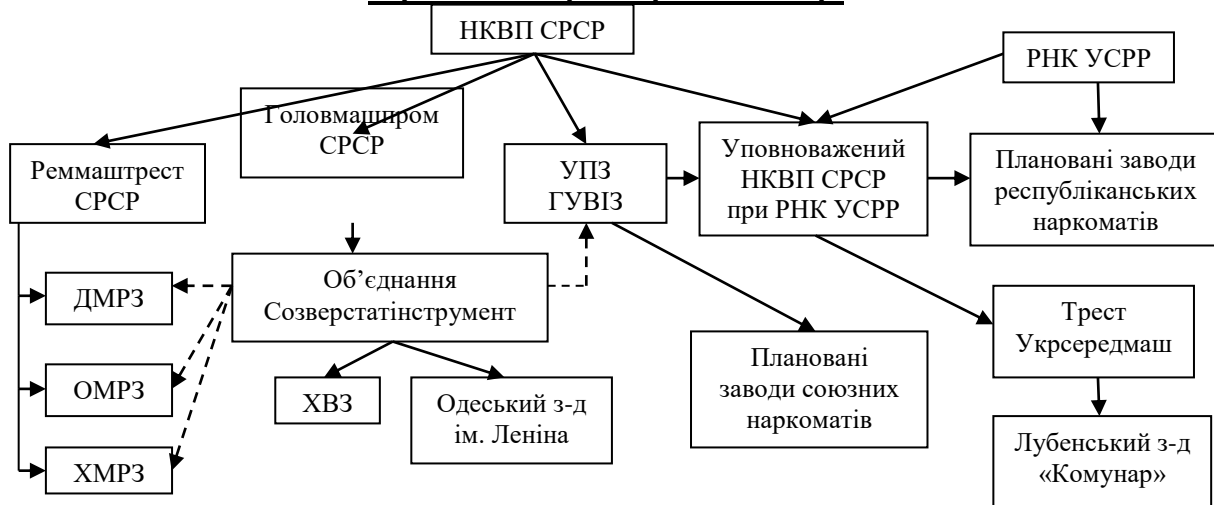 НКВП СРСР
РНК УСРР
Головмашпром
СРСР
Реммаштрест
СРСР
УПЗ
ГУВІЗ
Уповноважений
НКВП СРСР
при РНК УСРР
Плановані заводи
республіканських
наркоматів
Об’єднання
Созверстатінструмент
ДМРЗ
ОМРЗ
ХМРЗ
ХВЗ
Одеський з-д
ім. Леніна
Плановані
заводи союзних
наркоматів
Трест
Укрсередмаш
Лубенський з-д
«Комунар»